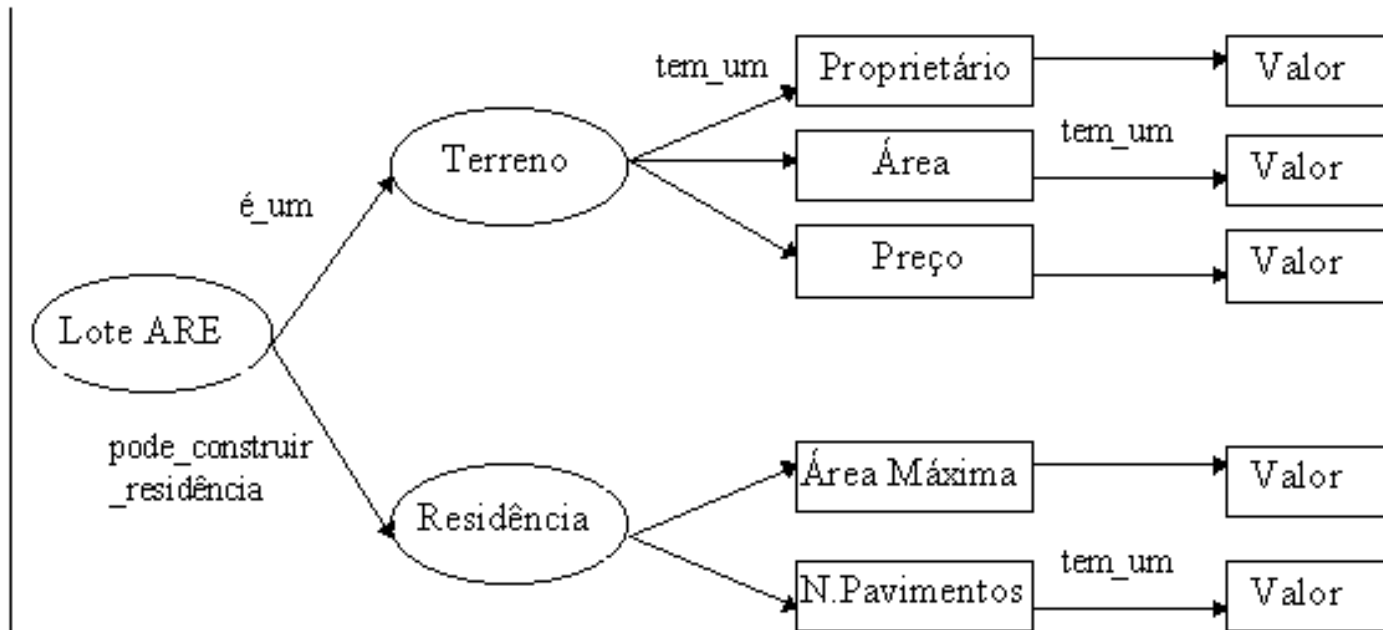 tem_um
Proprietário
Valor
Terreno
Área
tem_um
Valor
é_um
Preço
Valor
Lote ARE
pode_construir
_residência
Área Máxima
Valor
Residência
N.Pavimentos
tem_um
Valor